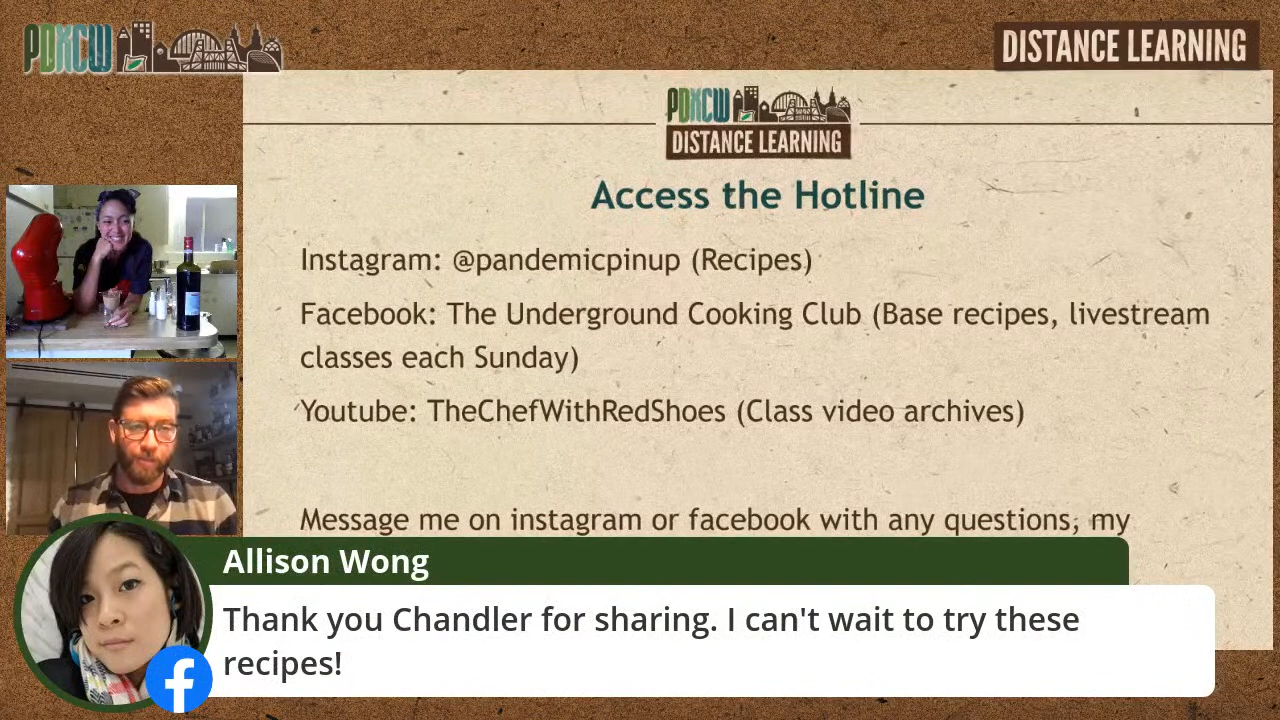 PDXCW
DISTANCE LEARNING
PDXCW
DISTANCE LEARNING
Access the Hotline
Instagram: @pandemicpinup (Recipes)
Facebook: The Underground Cooking Club (Base recipes, livestream
classes each Sunday)
Youtube: TheChefWithRedShoes (Class video archives)
Message me on instagram or facebook with any questions, my
Allison Wong
Thank you Chandler for sharing. I can't wait to try these
recipes!